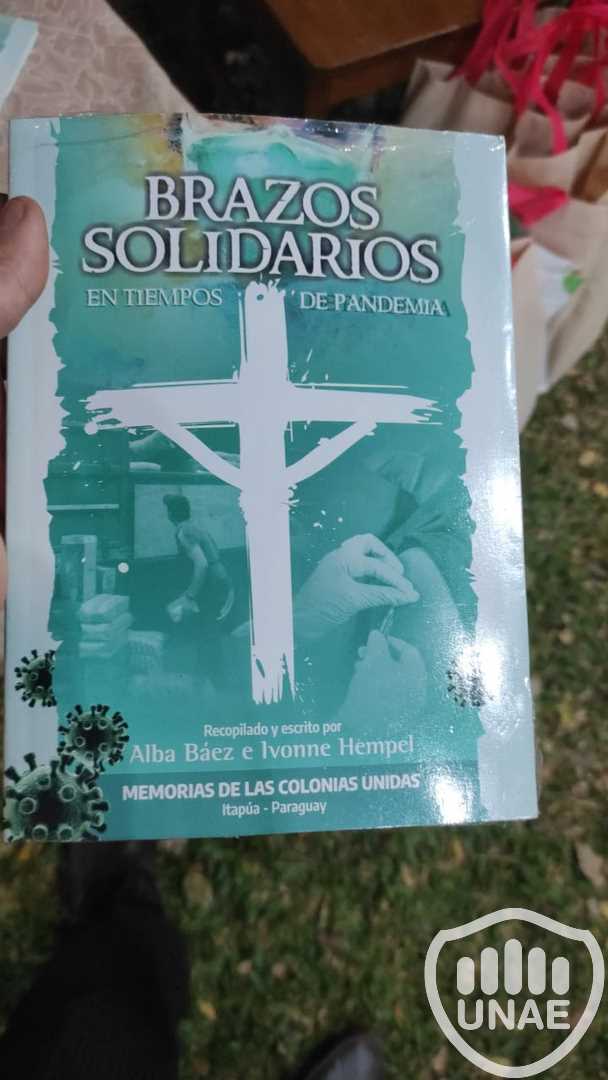 BRAZOS
SOLIDARIOS
EN TIEMPOS DE PANDEMIA
Recopilado y escrito por
Alba Báez e Ivonne Hempel
MEMORIAS DE LAS COLONIAS UNIDAS
Itapúa - Paraguay
UNAE